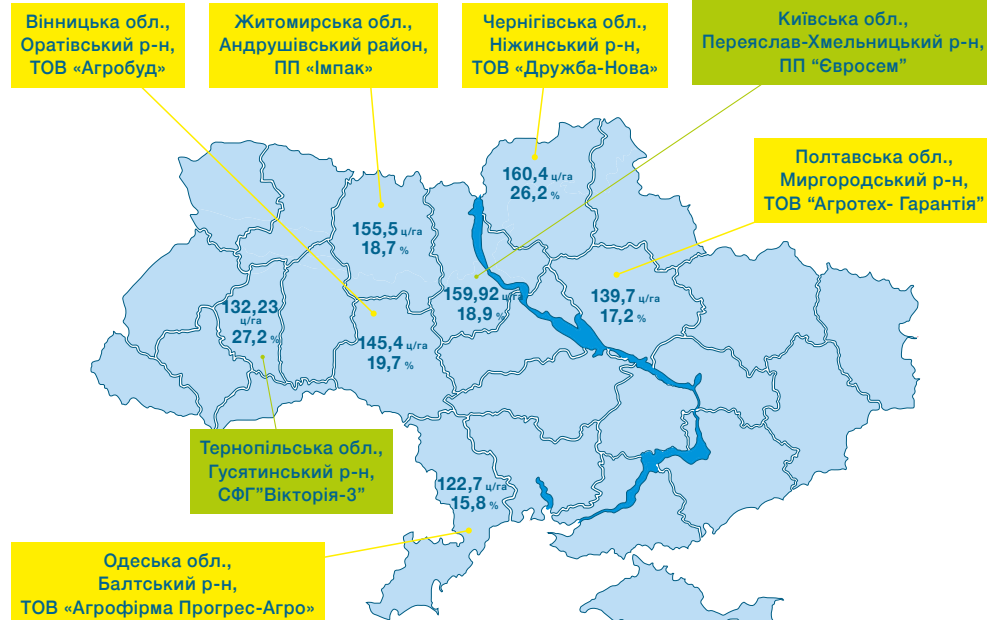 Вінницька обл.,
Оратівський р-н,
ТОВ «Агробуд»
Житомирська обл.,
Андрушівський район,
ПП «Імпак»
Чернігівська обл.,
Ніжинський р-н,
ТОВ «Дружба-Нова»
Київська обл.,
Переяслав-Хмельницький р-н,
ПП “Євросем”
Полтавська обл.,
Миргородський р-н,
ТОВ “Агротех- Гарантія”
160,4 ц/га
26,2 %
155,5 ц/га
18,7 %
159,92 ц/га
18,9 %
139,7 ц/га
17,2 %
132,23
ц/га
27,2 %
145,4 ц/га
19,7 %
Тернопільська обл.,
Гусятинський р-н,
СФГ”Вікторія-3”
122,7 ц/га
15,8 %
Одеська обл.,
Балтський р-н,
ТОВ «Агрофірма Прогрес-Агро»